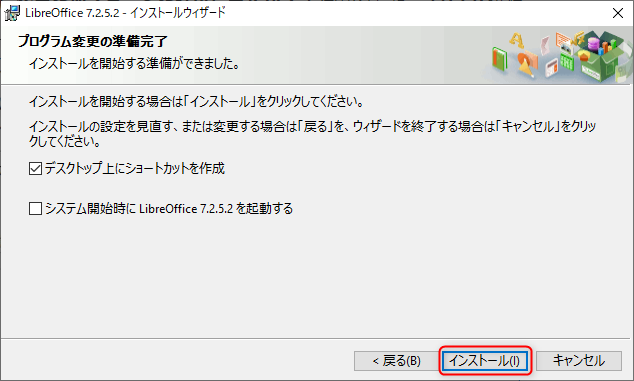 LibreOffice 7.2.5.2 - インストールウィザード
プログラム変更の準備完了
インストールを開始する準備ができました。
インストールを開始する場合は「インストール」をクリックしてください。
インストールの設定を見直す、または変更する場合は「戻る」を、ウィザードを終了する場合は「キャンセル」をクリッ
クしてください。
デスクトップ上にショートカットを作成
システム開始時に LibreOffice 7.2.5.2 を起動する
< 戻る(B)
インストール(I)
キャンセル